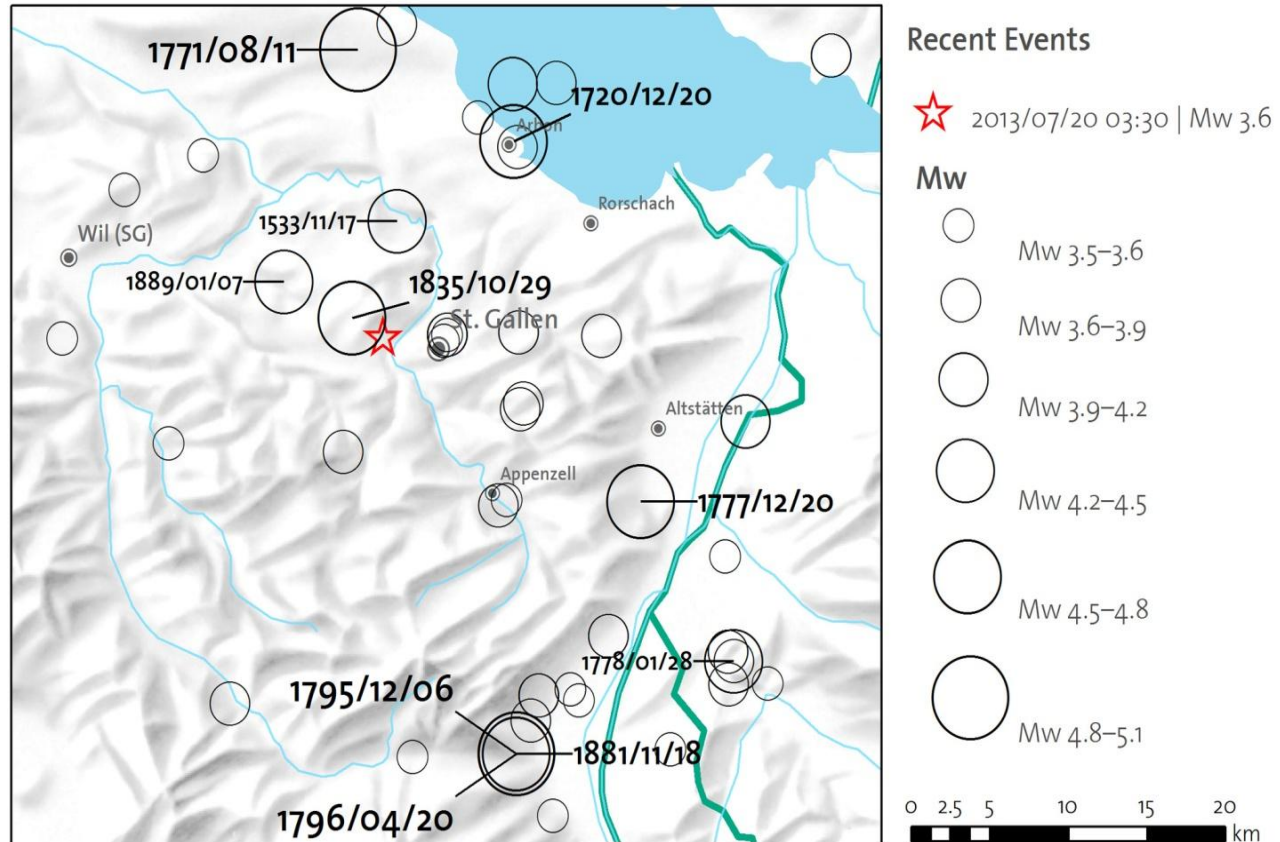 1771/08/11
1720/12/20
Arbon
Rorschach
1533/11/17
Wil (SG)
1889/01/07
1835/10/29
St. Gallen
Altstätten
Appenzell
1777/12/20
1778/01/28
1795/12/06
1881/11/18
1796/04/20
Recent Events
2013/07/20 03:30 | Mw 3.6
Mw
Mw 3.5–3.6
Mw 3.6–3.9
Mw 3.9–4.2
Mw 4.2–4.5
Mw 4.5–4.8
Mw 4.8–5.1
0 2.5 5 10 15 20
km